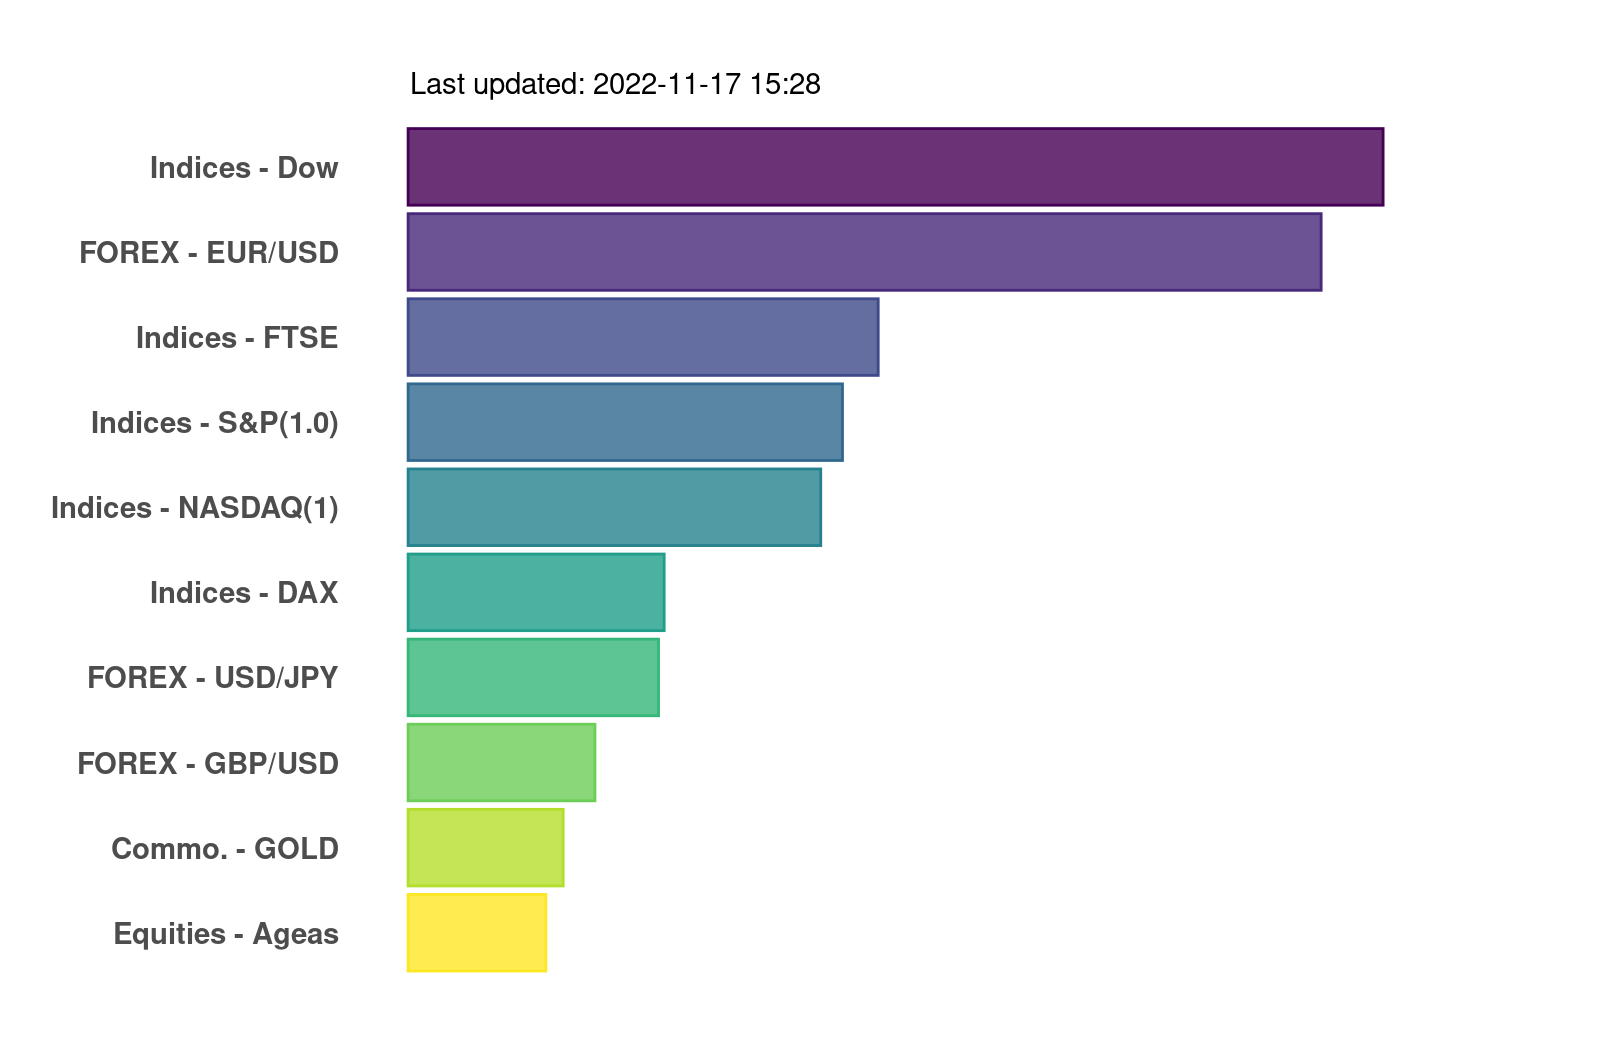 Last updated: 2022-11-17 15:28
Indices - Dow
FOREX - EUR/USD
Indices - FTSE
Indices - S&P(1.0)
Indices - NASDAQ(1)
Indices - DAX
FOREX - USD/JPY
FOREX - GBP/USD
Commo. - GOLD
Equities - Ageas